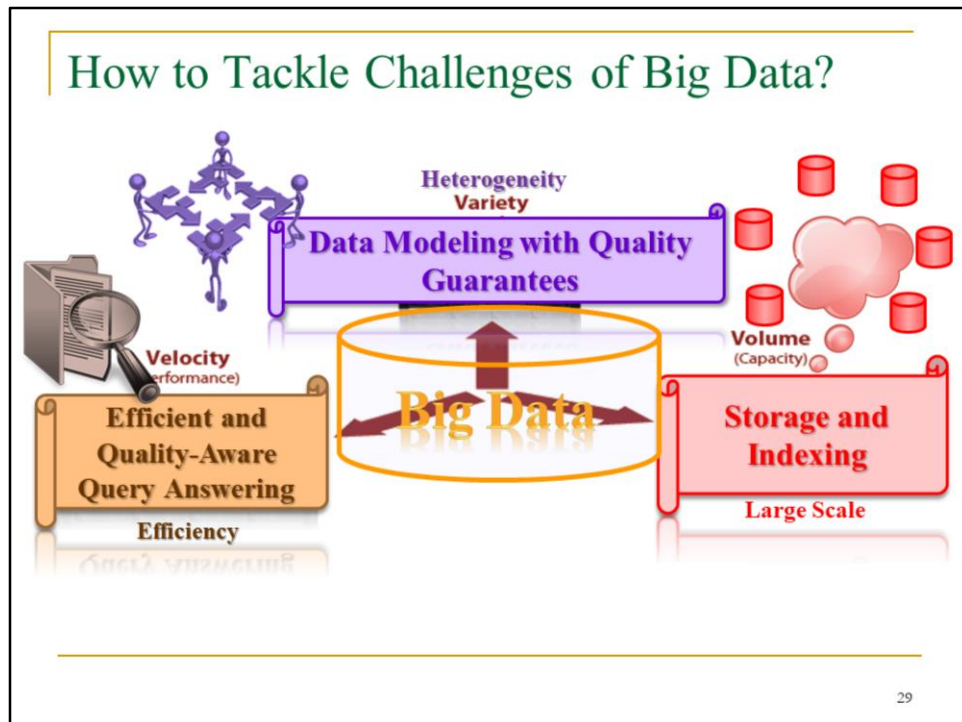 How to Tackle Challenges of Big Data?
Heterogeneity
Variety
Data Modeling with Quality
Guarantees
Velocity
erformance)
Efficient and
Quality-Aware
Query Answering
Efficiency
Big Data
Volume
(Capacity)
Storage and
Indexing
Large Scale
29